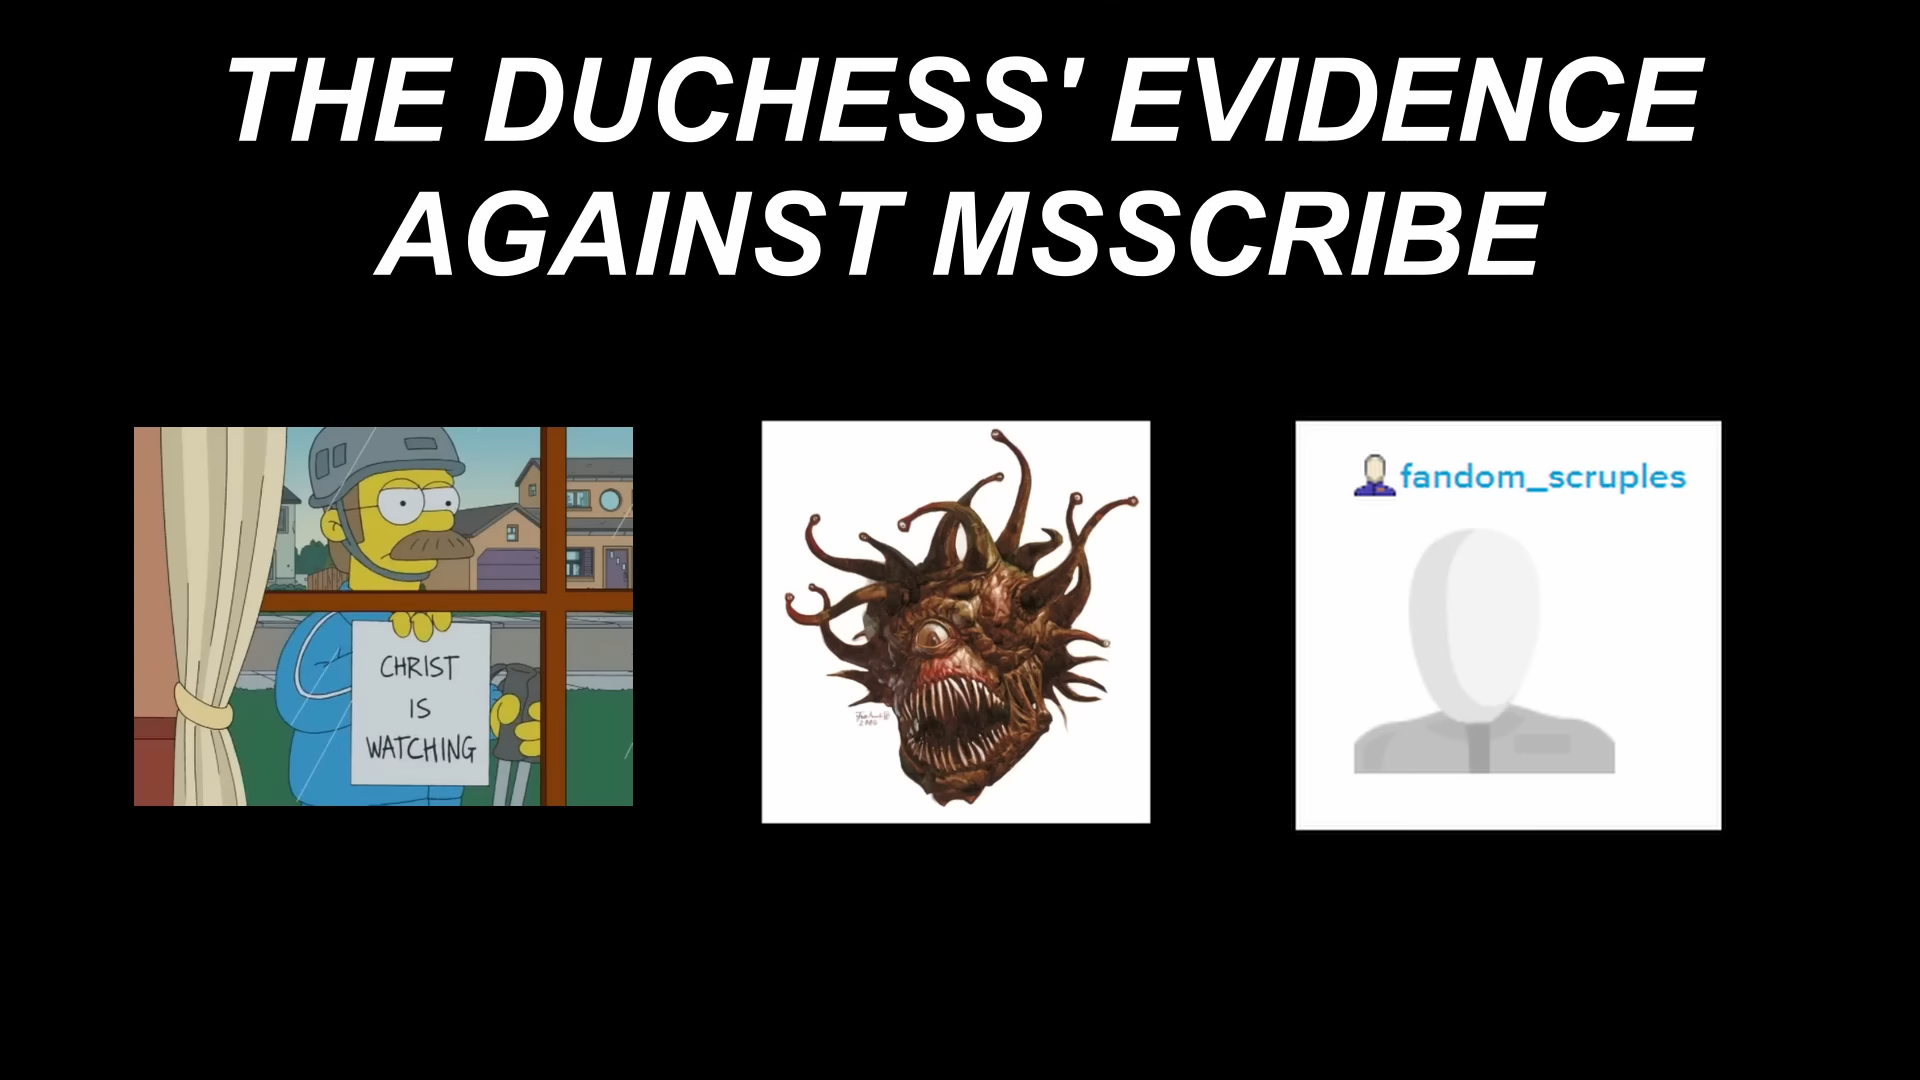 THE DUCHESS' EVIDENCE
AGAINST MSSCRIBE
CHRIST
IS
WATCHING
fandom_scruples